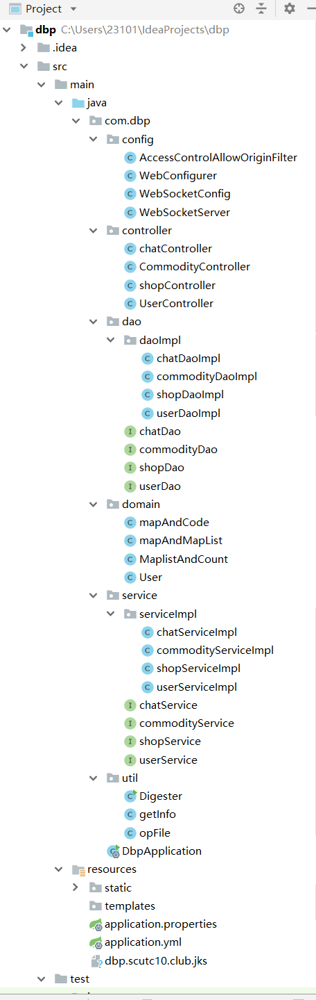 Project
dbp C:\Users\23101\IdeaProjects\dbp
.idea
src
main
java
com.dbp
config
AccessControlAllowOriginFilter
WebConfigurer
WebSocketConfig
WebSocketServer
controller
chatController
CommodityController
shopController
UserController
dao
daoImpl
chatDaoImpl
commodityDaoImpl
shopDaoImpl
userDaoImpl
chatDao
commodityDao
shopDao
userDao
domain
mapAndCode
mapAndMapList
MaplistAndCount
User
service
serviceImpl
chatServiceImpl
commodityServiceImpl
shopServiceImpl
userServiceImpl
chatService
commodityService
shopService
userService
util
Digester
getInfo
opFile
DbpApplication
resources
static
templates
application.properties
application.yml
dbp.scutc10.club.jks
test